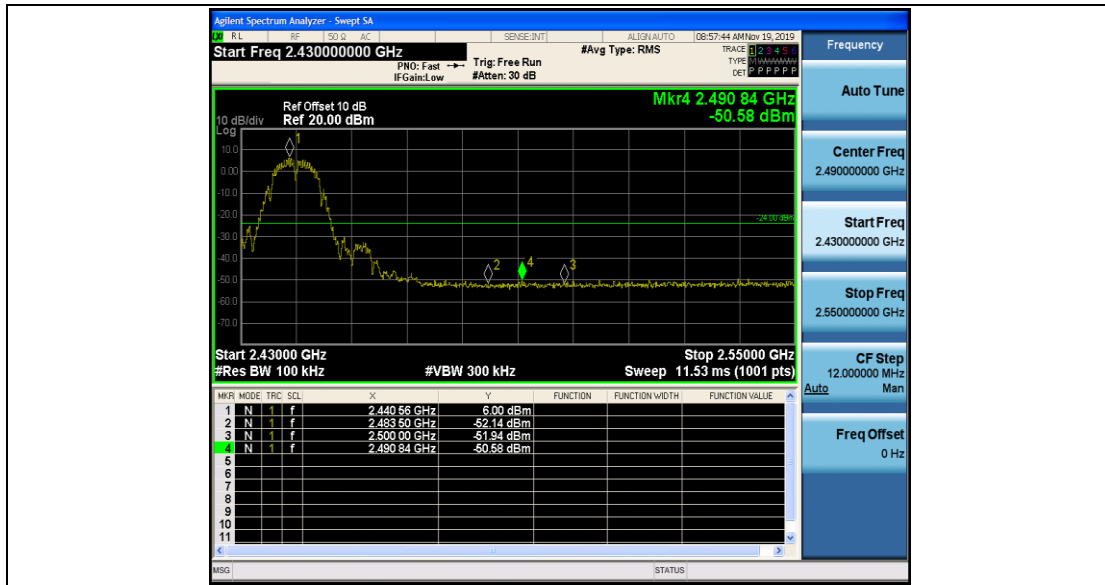 Agilent Spectrum Analyzer - Swept SA
RL RF 50 Ω AC SENSE:INT ALIGN AUTO 08:57:44 AM Nov 19, 2019
Start Freq 2.430000000 GHz #Avg Type: RMS TRACE 1 2 3 4 5 6
PNO: Fast Trig: Free Run TYPE M WWWWW
IFGain:Low #Atten: 30 dB DET P P P P P P
Mkr4 2.490 84 GHz
-50.58 dBm
Ref Offset 10 dB
10 dB/div Ref 20.00 dBm
Log
10.0
0.00
-10.0
-20.0
-30.0
-40.0
-50.0
-60.0
-70.0
1
2
4
3
-24.00 dBm
Start 2.43000 GHz Stop 2.55000 GHz
#Res BW 100 kHz #VBW 300 kHz Sweep 11.53 ms (1001 pts)
MKR MODE TRC SCL X Y FUNCTION FUNCTION WIDTH FUNCTION VALUE
1 N 1 f 2.440 56 GHz 6.00 dBm
2 N 1 f 2.483 50 GHz -52.14 dBm
3 N 1 f 2.500 00 GHz -51.94 dBm
4 N 1 f 2.490 84 GHz -50.58 dBm
5
6
7
8
9
10
11
MSG STATUS
Frequency
Auto Tune
Center Freq
2.490000000 GHz
Start Freq
2.430000000 GHz
Stop Freq
2.550000000 GHz
CF Step
12.000000 MHz
Auto Man
Freq Offset
0 Hz